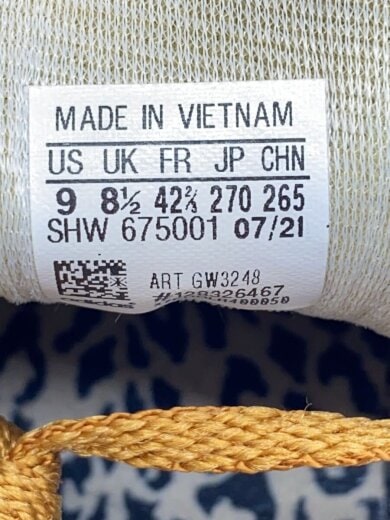 MADE IN VIETNAM
US UK FR JP CHN
9 8½ 42⅔ 270 265
SHW 675001 07/21
ART GW3248
#128326467